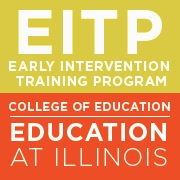 EITP
EARLY INTERVENTION
TRAINING PROGRAM
COLLEGE OF EDUCATION
EDUCATION
AT ILLINOIS